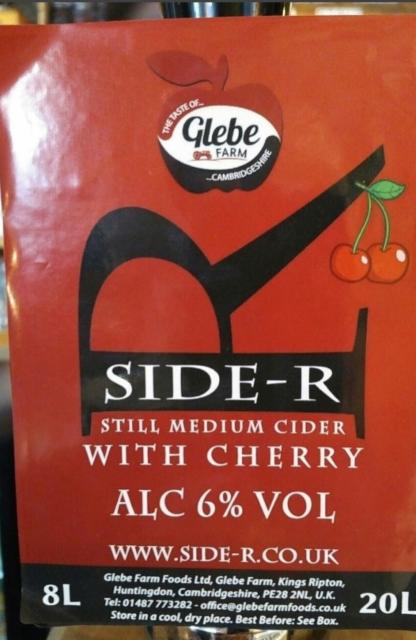 THE TASTE OF...
Glebe
FARM
...CAMBRIDGESHIRE
R
SIDE-R
STILL MEDIUM CIDER
WITH CHERRY
ALC 6% VOL
WWW.SIDE-R.CO.UK
Glebe Farm Foods Ltd, Glebe Farm, Kings Ripton,
Huntingdon, Cambridgeshire, PE28 2NL, U.K.
Tel: 01487 773282 - office@glebefarmfoods.co.uk
Store in a cool, dry place. Best Before: See Box.
8L
20L